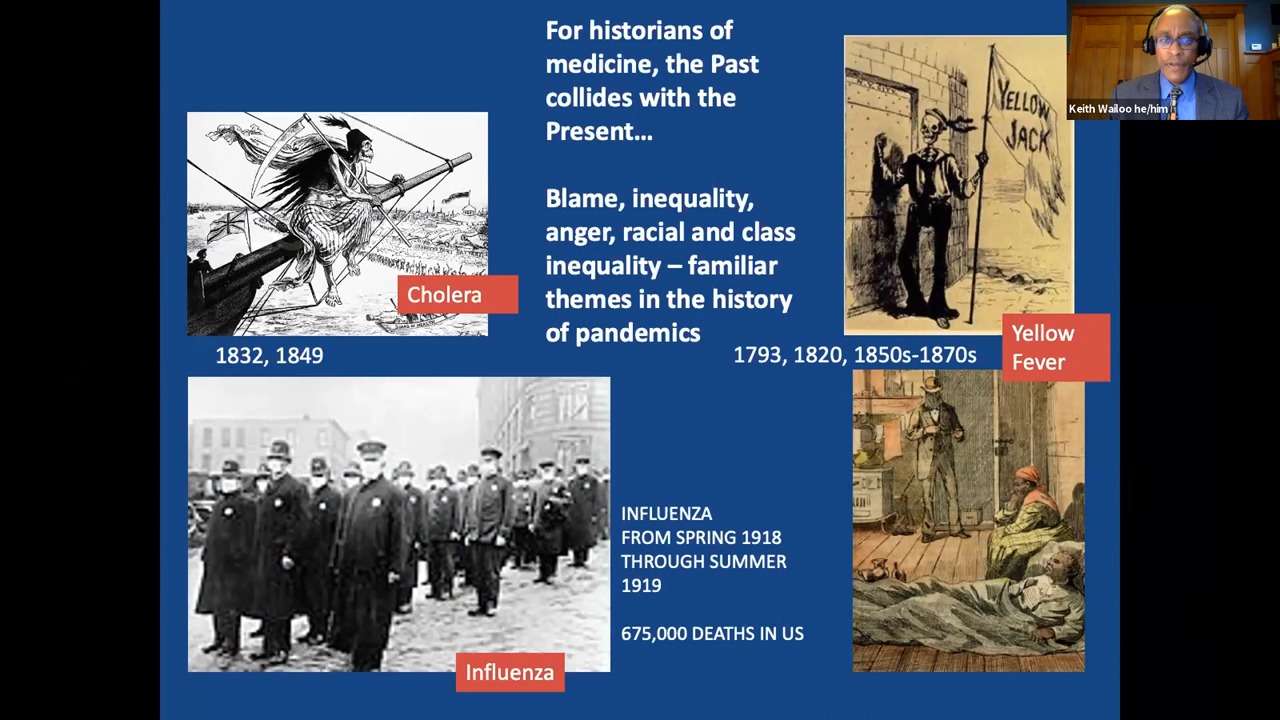 For historians of
medicine, the Past
collides with the
Present...
Blame, inequality,
anger, racial and class
inequality – familiar
themes in the history
of pandemics
YELLOW
JACK
Keith Wailoo he/him
Cholera
1832, 1849
Yellow
Fever
1793, 1820, 1850s-1870s
INFLUENZA
FROM SPRING 1918
THROUGH SUMMER
1919
675,000 DEATHS IN US
Influenza